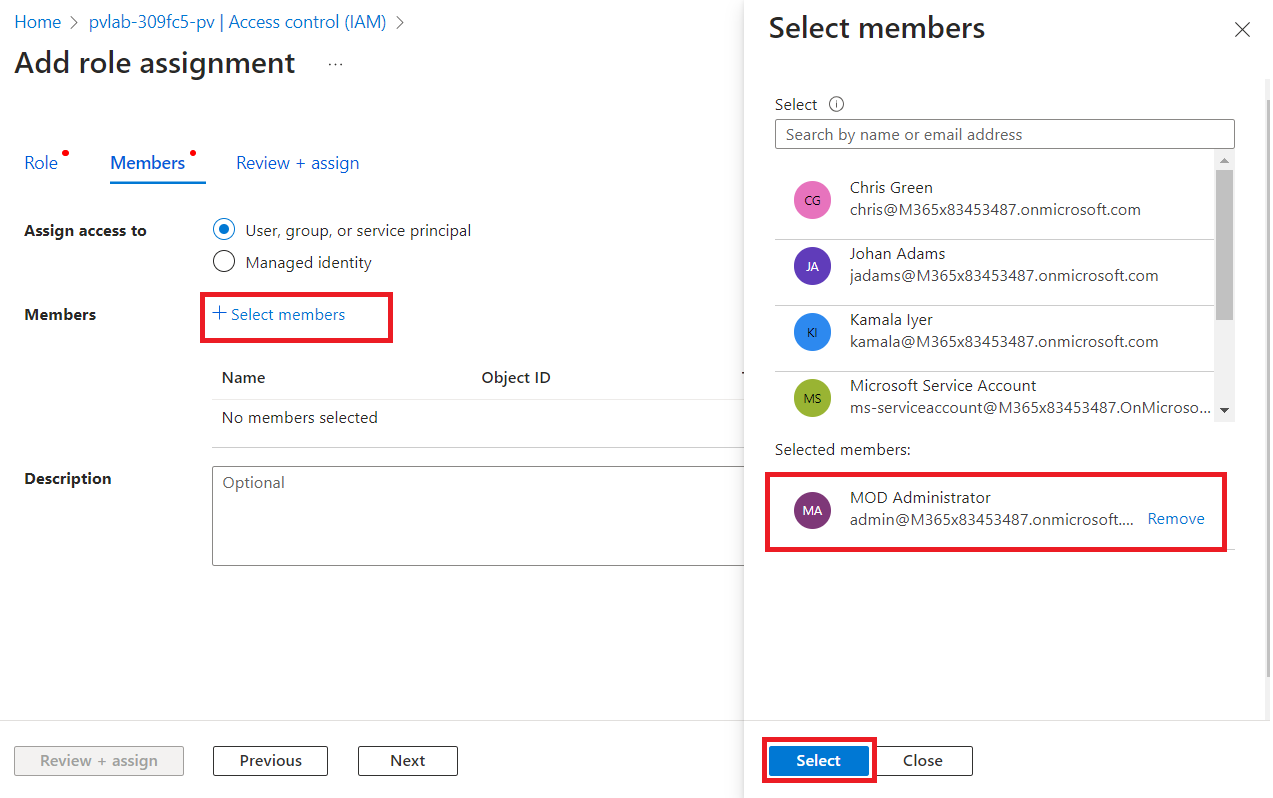 Home > pvlab-309fc5-pv | Access control (IAM) >
Add role assignment ...
Role
Members
Review + assign
Assign access to
User, group, or service principal
Managed identity
Members
+ Select members
Name
Object ID
No members selected
Description
Optional
Review + assign
Previous
Next
Select members
Select
Search by name or email address
CG
Chris Green
chris@M365x83453487.onmicrosoft.com
JA
Johan Adams
jadams@M365x83453487.onmicrosoft.com
KI
Kamala Iyer
kamala@M365x83453487.onmicrosoft.com
MS
Microsoft Service Account
ms-serviceaccount@M365x83453487.OnMicroso...
Selected members:
MA
MOD Administrator
admin@M365x83453487.onmicrosoft....
Remove
Select
Close